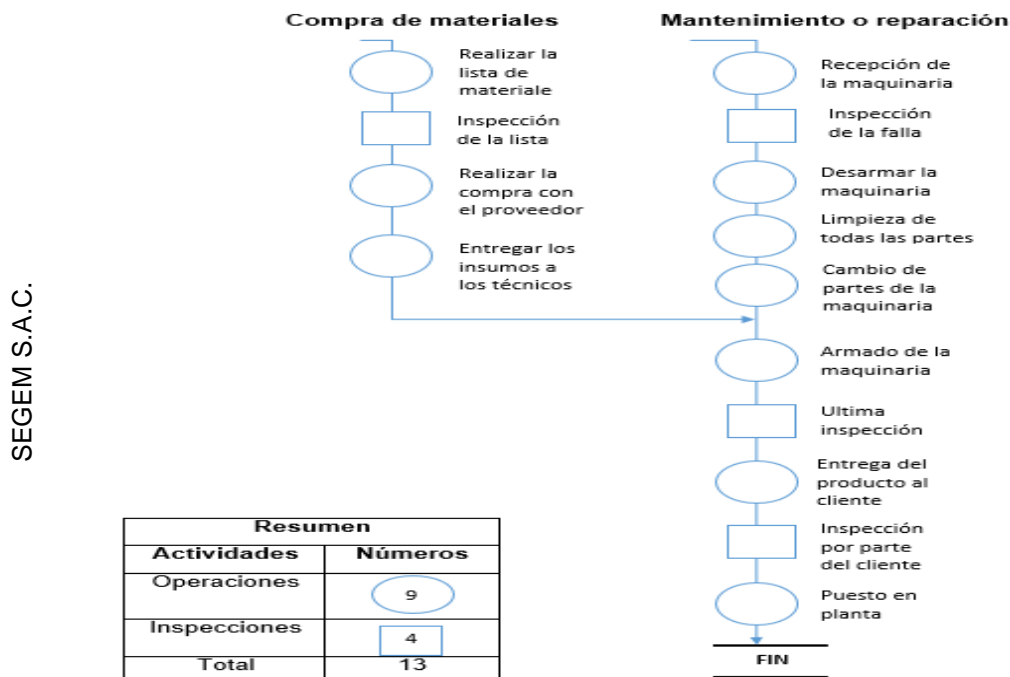 SEGEM S.A.C.
Compra de materiales
Realizar la
lista de
materiale
Inspección
de la lista
Realizar la
compra con
el proveedor
Entregar los
insumos a
los técnicos
Mantenimiento o reparación
Recepción de
la maquinaria
Inspección
de la falla
Desarmar la
maquinaria
Limpieza de
todas las partes
Cambio de
partes de la
maquinaria
Armado de la
maquinaria
Ultima
inspección
Entrega del
producto al
cliente
Inspección
por parte
del cliente
Puesto en
planta
FIN
Resumen
Actividades Números
Operaciones 9
Inspecciones 4
Total 13